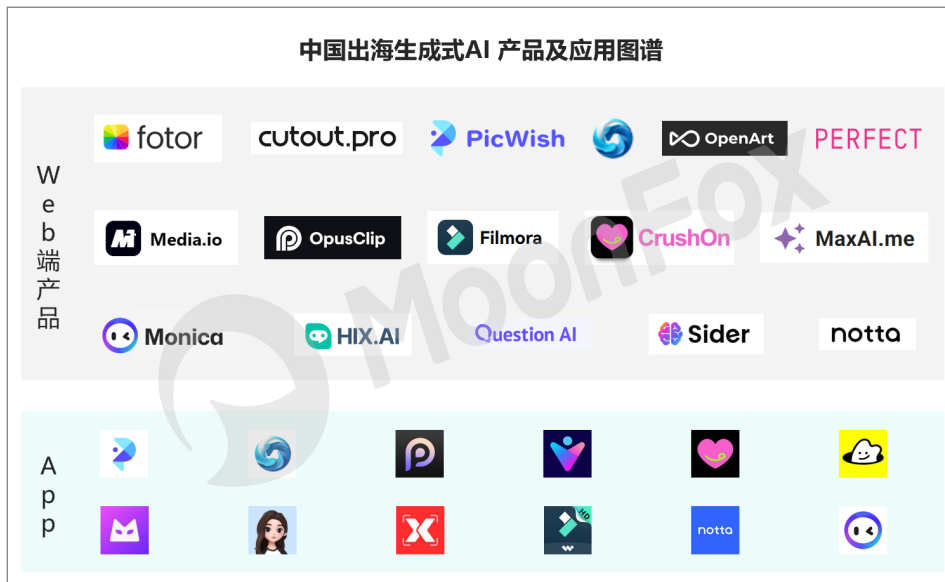 中国出海生成式AI 产品及应用图谱
Web端产品
fotor
cutout.pro
PicWish
OpenArt
PERFECT
Media.io
OpusClip
Filmora
CrushOn
MaxAI.me
Monica
HIX.AI
Question AI
Sider
notta
MoonFox
App
HD
notta